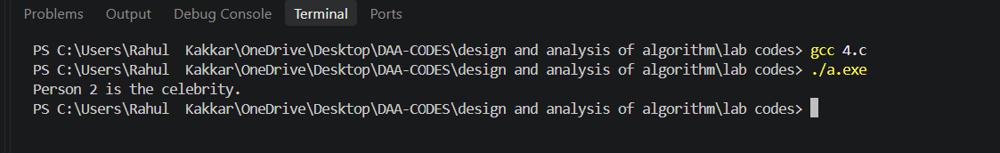 Problems Output Debug Console Terminal Ports
PS C:\Users\Rahul  Kakkar\OneDrive\Desktop\DAA-CODES\design and analysis of algorithm\lab codes> gcc 4.c
PS C:\Users\Rahul  Kakkar\OneDrive\Desktop\DAA-CODES\design and analysis of algorithm\lab codes> ./a.exe
Person 2 is the celebrity.
PS C:\Users\Rahul  Kakkar\OneDrive\Desktop\DAA-CODES\design and analysis of algorithm\lab codes>